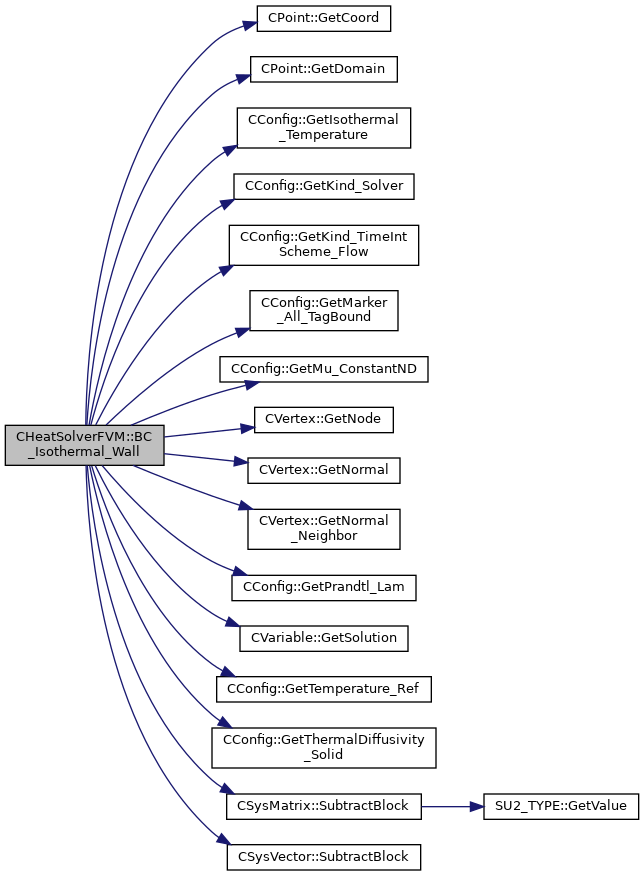 CPoint::GetCoord
CPoint::GetDomain
CConfig::GetIsothermal
_Temperature
CConfig::GetKind_Solver
CConfig::GetKind_TimeInt
Scheme_Flow
CConfig::GetMarker
_All_TagBound
CConfig::GetMu_ConstantND
CHeatSolverFVM::BC
_Isothermal_Wall
CVertex::GetNode
CVertex::GetNormal
CVertex::GetNormal
_Neighbor
CConfig::GetPrandtl_Lam
CVariable::GetSolution
CConfig::GetTemperature_Ref
CConfig::GetThermalDiffusivity
_Solid
CSysMatrix::SubtractBlock
SU2_TYPE::GetValue
CSysVector::SubtractBlock